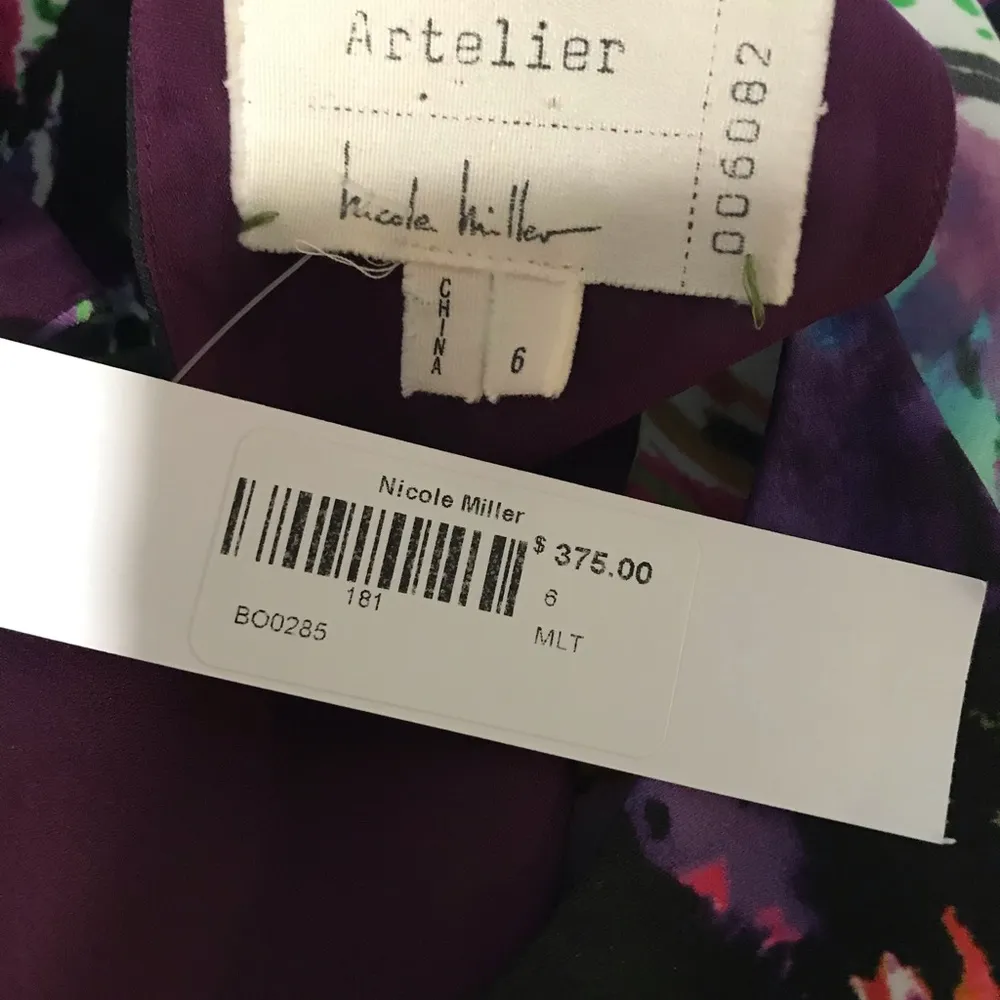 Artelier
nicole miller
006082
CHINA
6
Nicole Miller
$ 375.00
181
6
BO0285
MLT